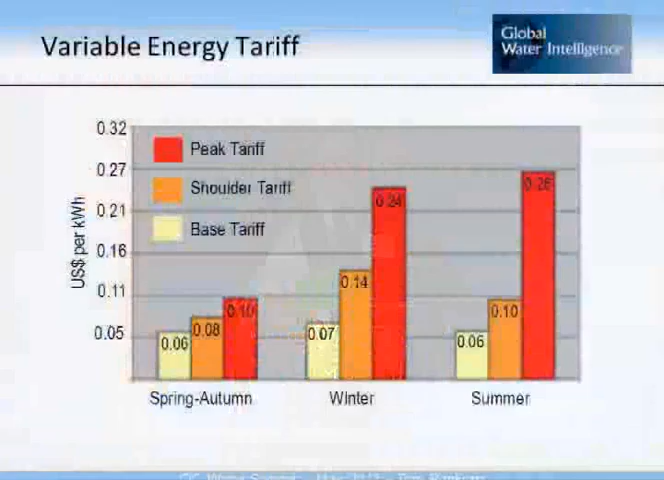 Variable Energy Tariff
Global
Water Intelligence
0.32
0.27
0.21
0.16
0.11
0.05
US$ per kWh
Peak Tariff
Shoulder Tariff
Base Tariff
0.06
0.08
0.10
0.07
0.14
0.24
0.06
0.10
0.26
Spring-Autumn
Winter
Summer